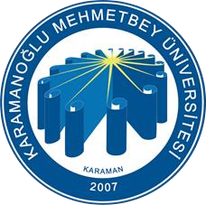 KARAMANOĞLU MEHMETBEY ÜNİVERSİTESİ
KARAMAN
2007